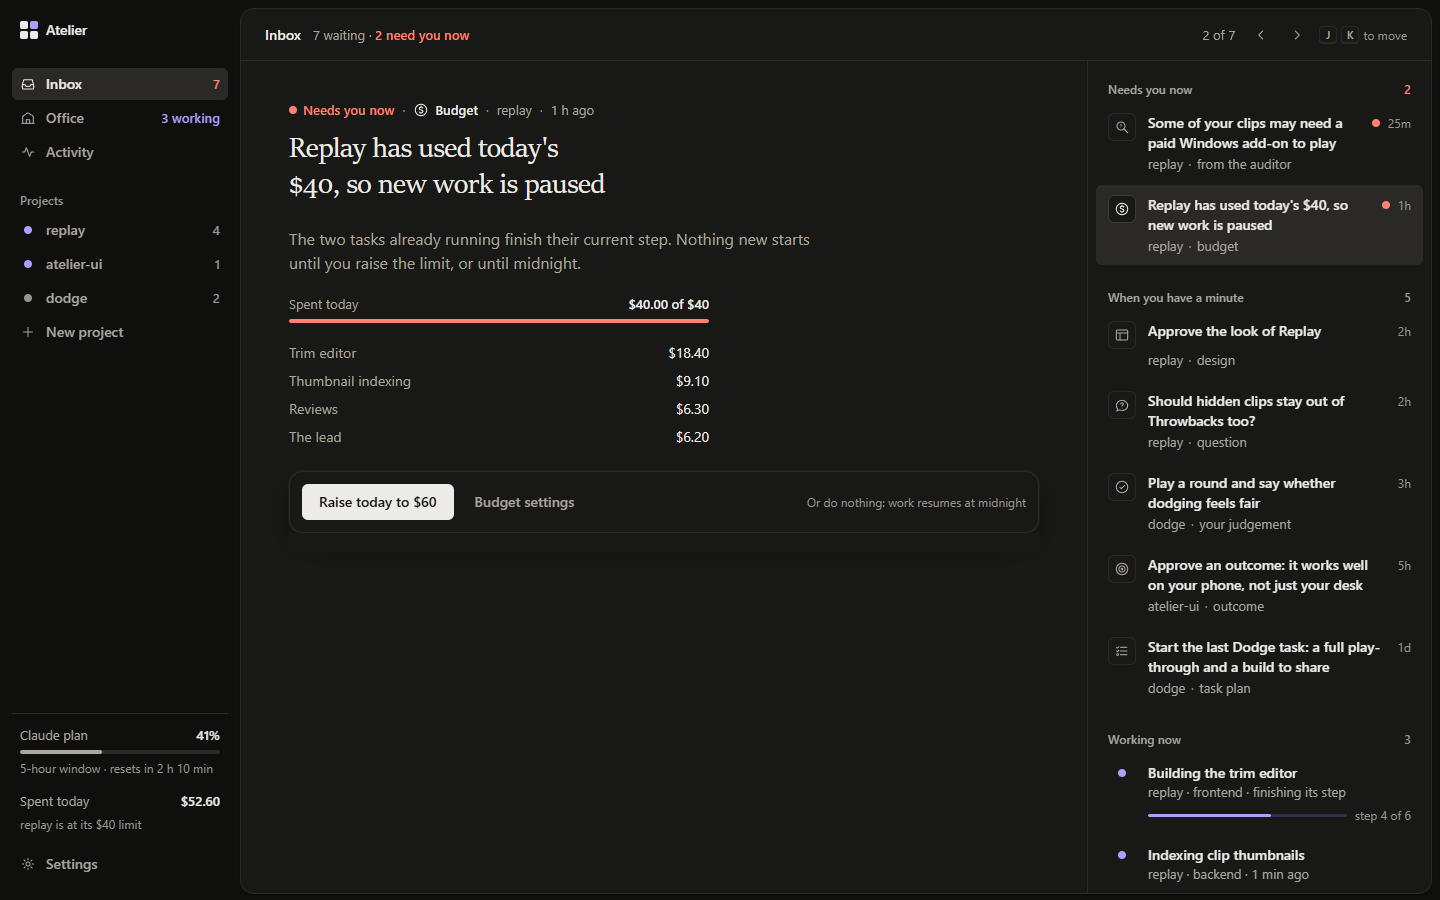 Atelier
Inbox 7
Office 3 working
Activity
Projects
replay 4
atelier-ui 1
dodge 2
New project
Claude plan 41%
5-hour window · resets in 2 h 10 min
Spent today $52.60
replay is at its $40 limit
Settings
Inbox 7 waiting · 2 need you now
2 of 7 J K to move
Needs you now · Budget · replay · 1 h ago
Replay has used today's
$40, so new work is paused
The two tasks already running finish their current step. Nothing new starts
until you raise the limit, or until midnight.
Spent today $40.00 of $40
Trim editor $18.40
Thumbnail indexing $9.10
Reviews $6.30
The lead $6.20
Raise today to $60 Budget settings Or do nothing: work resumes at midnight
Needs you now 2
Some of your clips may need a 25m
paid Windows add-on to play
replay · from the auditor
Replay has used today's $40, so 1h
new work is paused
replay · budget
When you have a minute 5
Approve the look of Replay 2h
replay · design
Should hidden clips stay out of 2h
Throwbacks too?
replay · question
Play a round and say whether 3h
dodging feels fair
dodge · your judgement
Approve an outcome: it works well 5h
on your phone, not just your desk
atelier-ui · outcome
Start the last Dodge task: a full play- 1d
through and a build to share
dodge · task plan
Working now 3
Building the trim editor
replay · frontend · finishing its step
step 4 of 6
Indexing clip thumbnails
replay · backend · 1 min ago